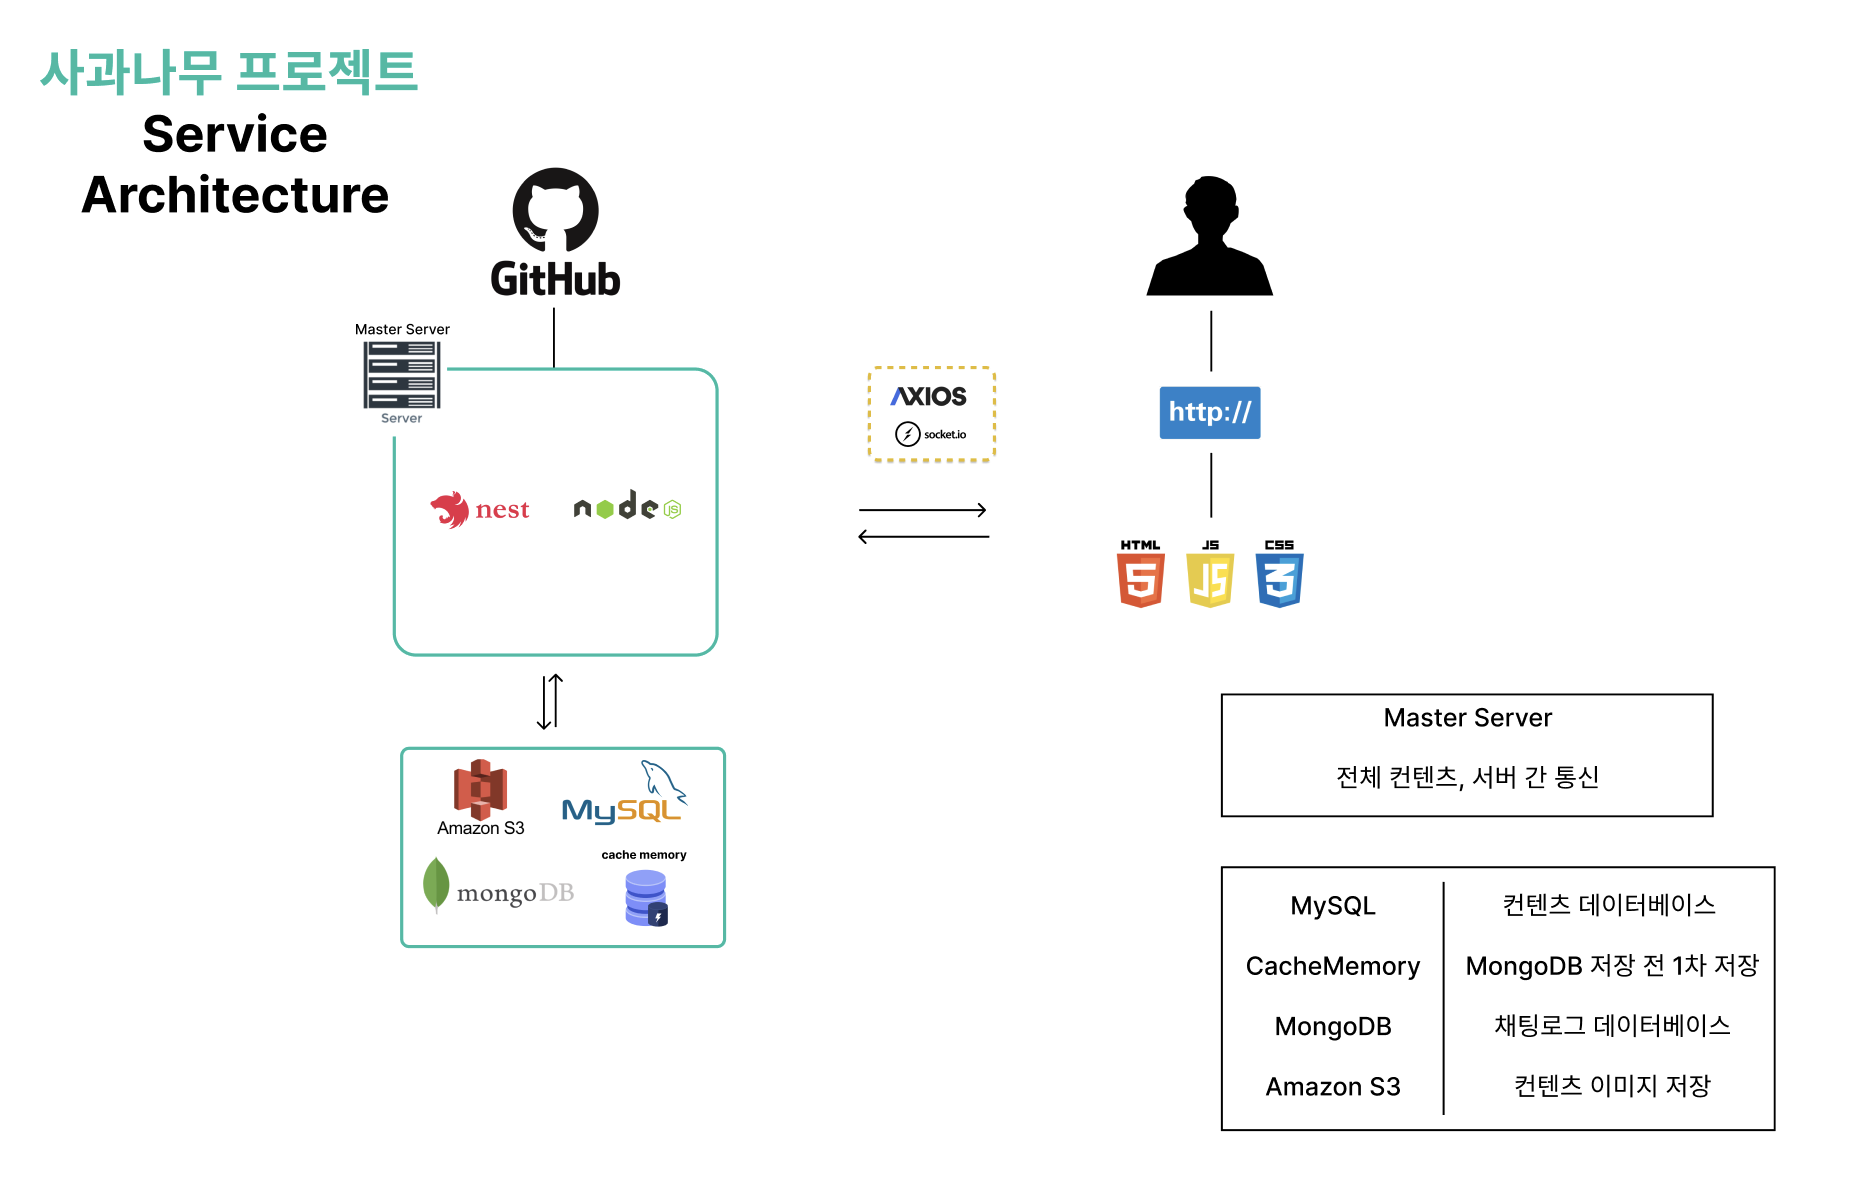 사과나무 프로젝트
Service
Architecture
GitHub
Master Server
Server
nest
node
JS
AXIOS
socket.io
http://
HTML
JS
CSS
5
JS
3
Amazon S3
MySQL
cache memory
mongoDB
Master Server
전체 컨텐츠, 서버 간 통신
MySQL 컨텐츠 데이터베이스
CacheMemory MongoDB 저장 전 1차 저장
MongoDB 채팅로그 데이터베이스
Amazon S3 컨텐츠 이미지 저장